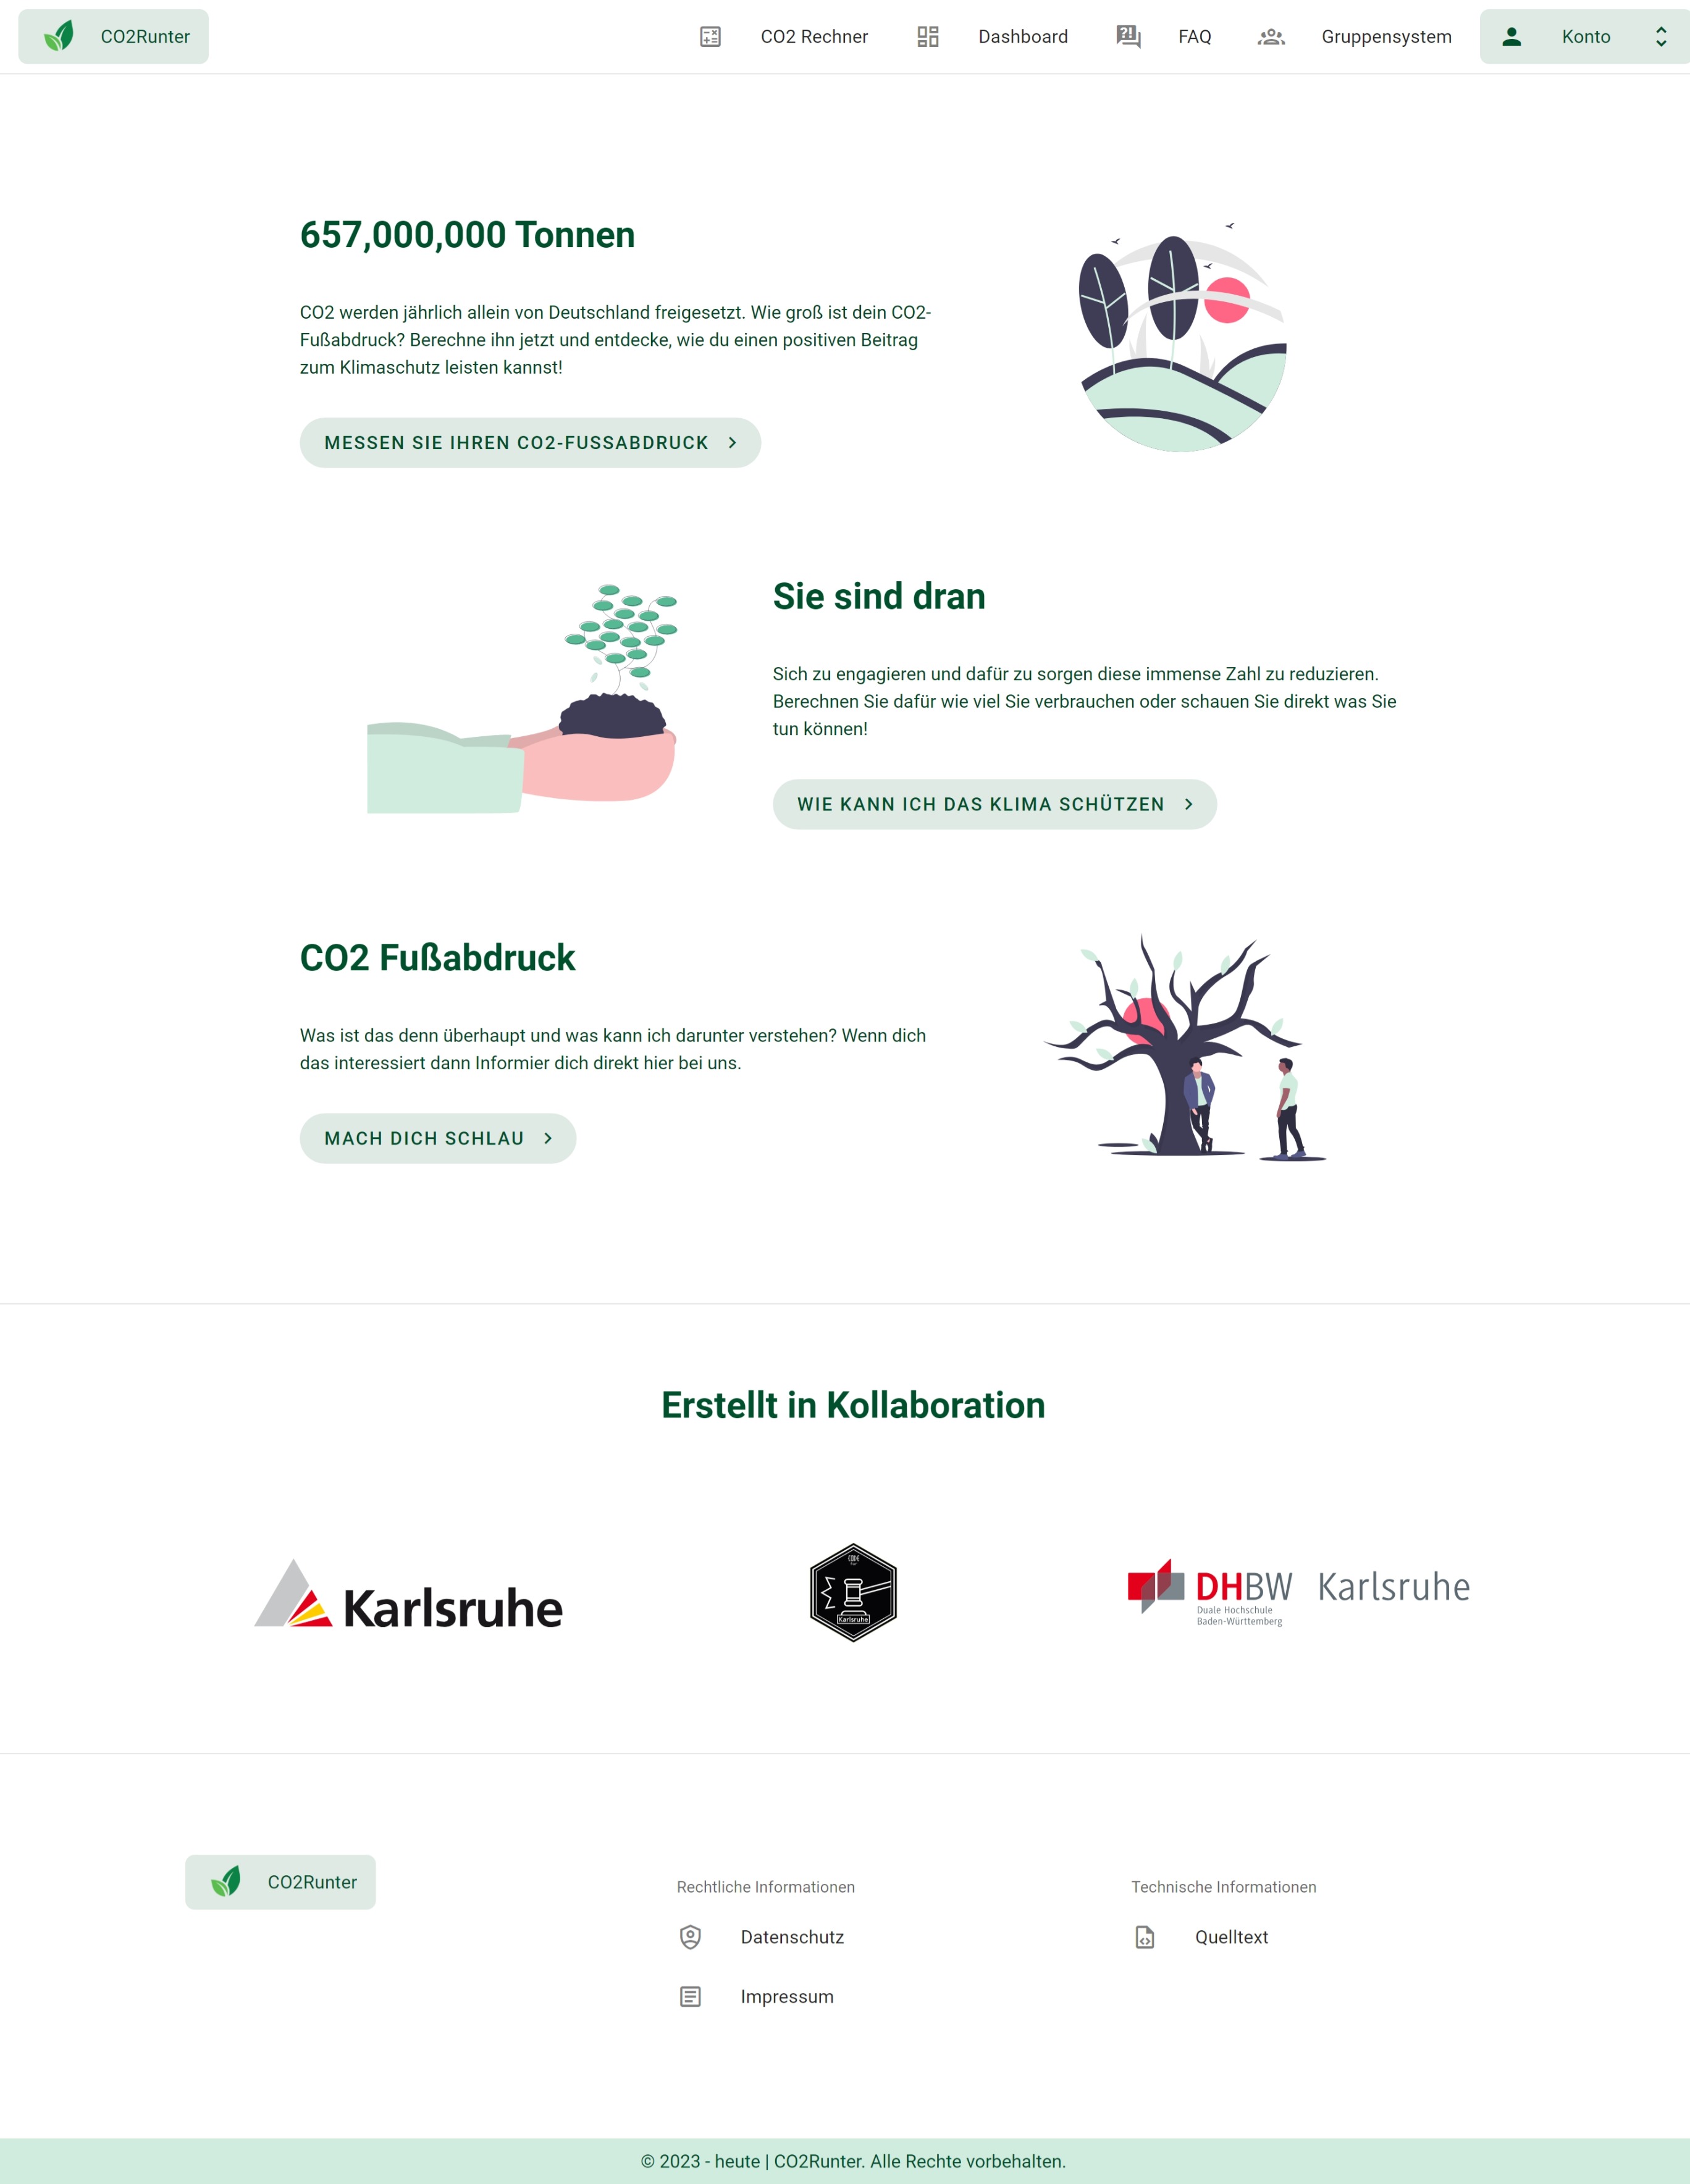 CO2Runter
CO2 Rechner
Dashboard
FAQ
Gruppensystem
Konto
657,000,000 Tonnen
CO2 werden jährlich allein von Deutschland freigesetzt. Wie groß ist dein CO2-
Fußabdruck? Berechne ihn jetzt und entdecke, wie du einen positiven Beitrag
zum Klimaschutz leisten kannst!
MESSEN SIE IHREN CO2-FUSSABDRUCK
Sie sind dran
Sich zu engagieren und dafür zu sorgen diese immense Zahl zu reduzieren.
Berechnen Sie dafür wie viel Sie verbrauchen oder schauen Sie direkt was Sie
tun können!
WIE KANN ICH DAS KLIMA SCHÜTZEN
CO2 Fußabdruck
Was ist das denn überhaupt und was kann ich darunter verstehen? Wenn dich
das interessiert dann Informier dich direkt hier bei uns.
MACH DICH SCHLAU
Erstellt in Kollaboration
Karlsruhe
Karlsruhe
DHBW Karlsruhe
Duale Hochschule
Baden-Württemberg
CO2Runter
Rechtliche Informationen
Datenschutz
Impressum
Technische Informationen
Quelltext
© 2023 - heute | CO2Runter. Alle Rechte vorbehalten.